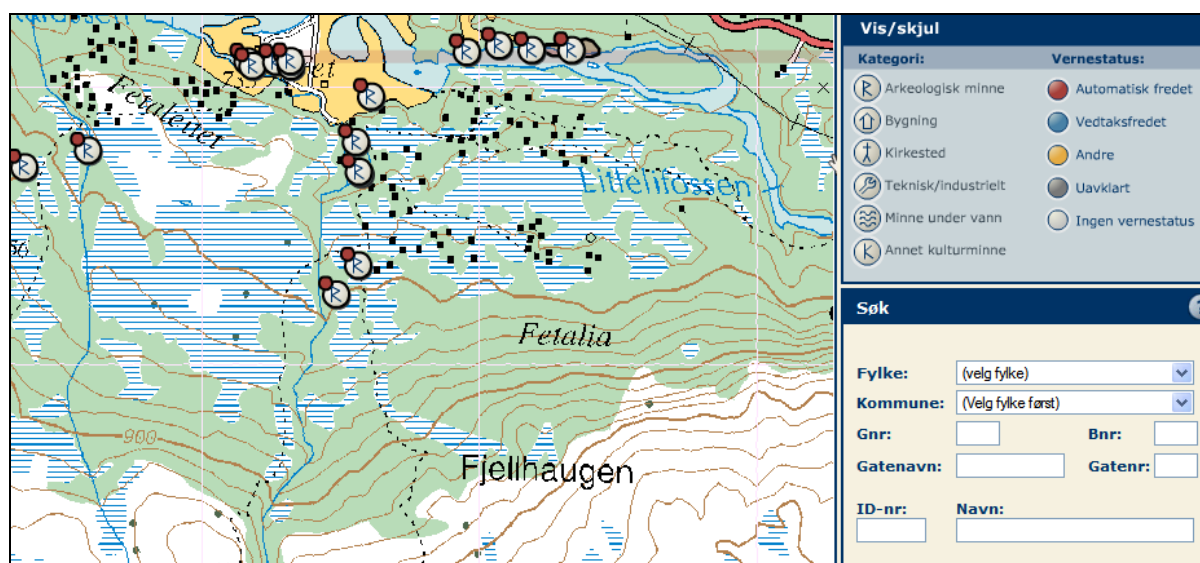 Fetaleitet
Litlelifossen
Fetalia
900
Fjellhaugen
Vis/skjul
Kategori: Vernestatus:
R Arkeologisk minne Automatisk fredet
Bygning Vedtaksfredet
Kirkested Andre
Teknisk/industrielt Uavklart
Minne under vann Ingen vernestatus
K Annet kulturminne
Søk ?
Fylke: (velg fylke)
Kommune: (Velg fylke først)
Gnr: Bnr:
Gatenavn: Gatenr:
ID-nr: Navn: